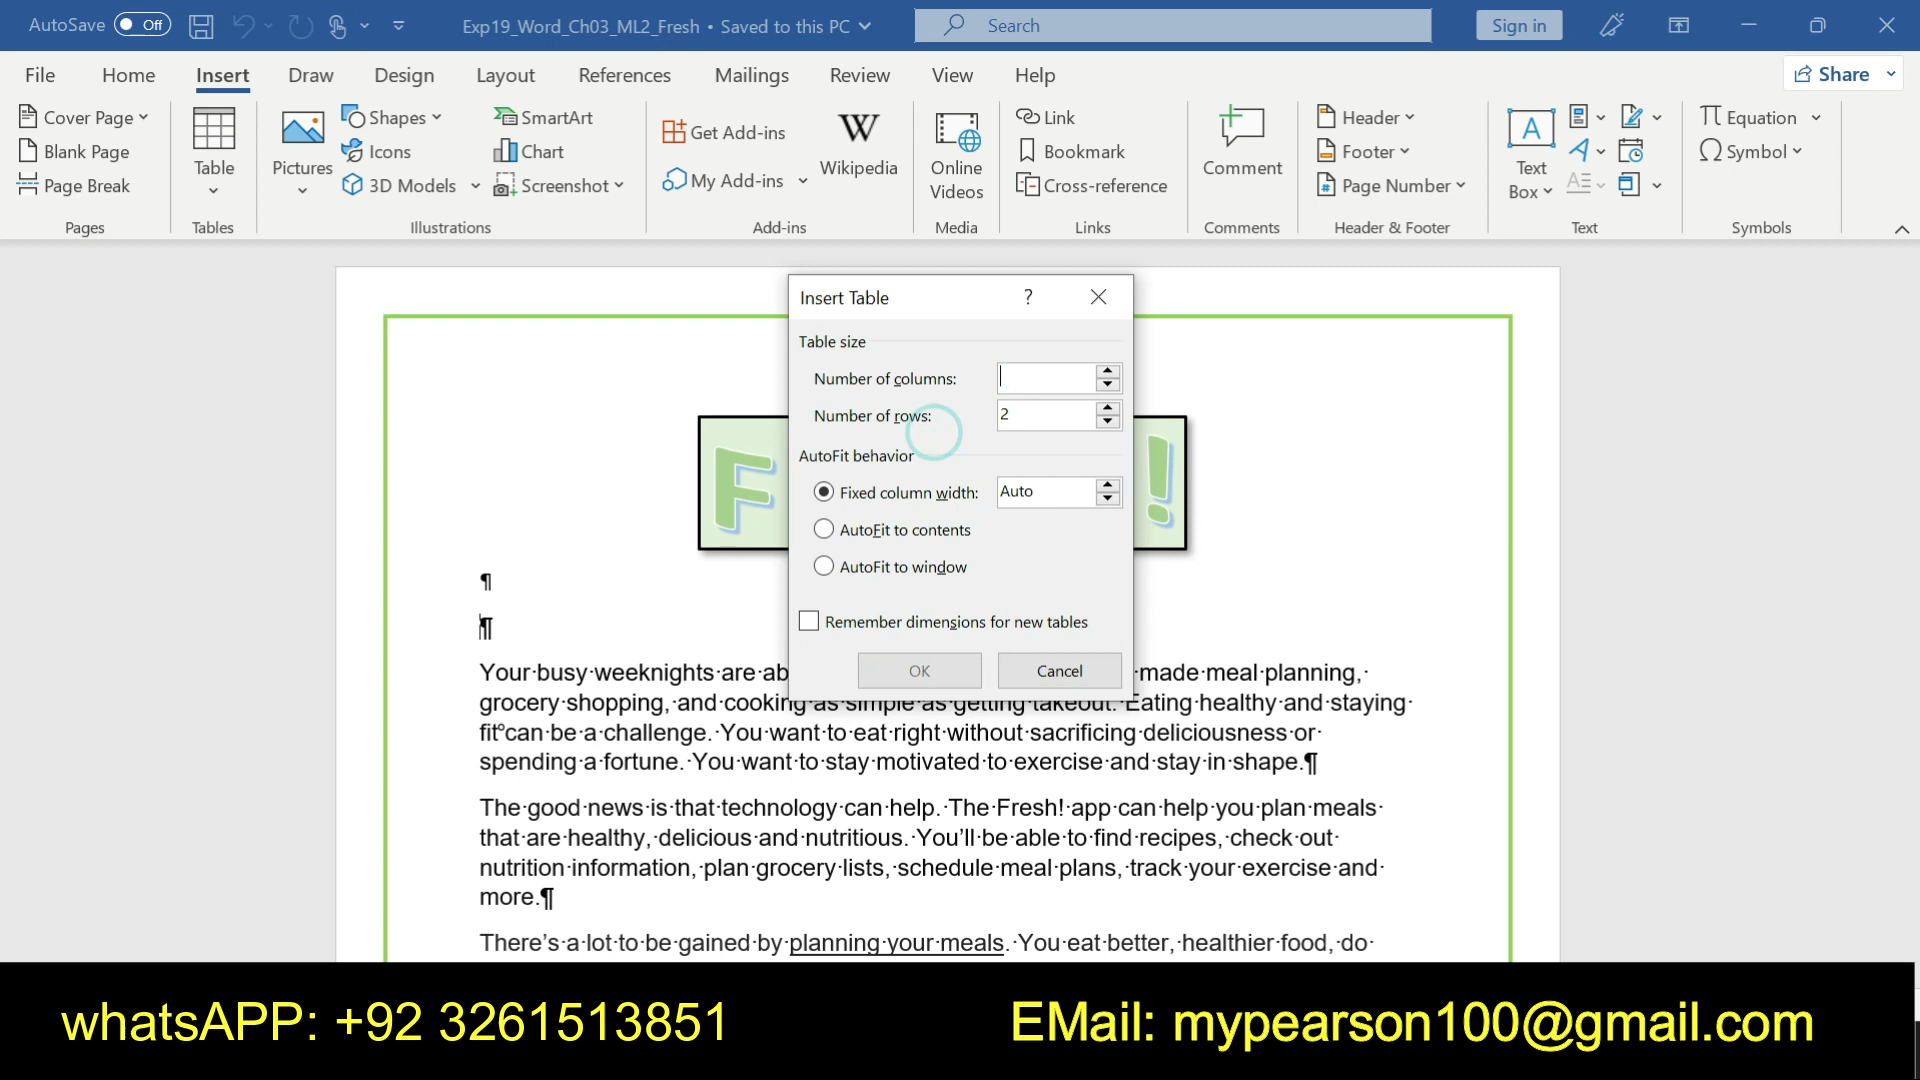 AutoSave Off Exp19_Word_Ch03_ML2_Fresh • Saved to this PC Search Sign in
File Home Insert Draw Design Layout References Mailings Review View Help Share
Cover Page
Blank Page
Page Break
Pages
Table
Tables
Pictures
Shapes
Icons
3D Models
SmartArt
Chart
Screenshot
Illustrations
Get Add-ins
My Add-ins
Wikipedia
Add-ins
Online
Videos
Media
Link
Bookmark
Cross-reference
Links
Comment
Comments
Header
Footer
Page Number
Header & Footer
Text
Box
Text
Equation
Symbol
Symbols
Insert Table ?
Table size
Number of columns:
Number of rows: 2
AutoFit behavior
Fixed column width: Auto
AutoFit to contents
AutoFit to window
Remember dimensions for new tables
OK Cancel
F !
¶
¶
Your·busy·weeknights·are·ab ·made·meal·planning,·
grocery·shopping,·and·cooking·as·simple·as·getting·takeout.·Eating·healthy·and·staying·
fit°can·be·a·challenge.·You·want·to·eat·right·without·sacrificing·deliciousness·or·
spending·a·fortune.·You·want·to·stay·motivated·to·exercise·and·stay·in·shape.¶
The·good·news·is·that·technology·can·help.·The·Fresh!·app·can·help·you·plan·meals·
that·are·healthy,·delicious·and·nutritious.·You’ll·be·able·to·find·recipes,·check·out·
nutrition·information,·plan·grocery·lists,·schedule·meal·plans,·track·your·exercise·and·
more.¶
There’s·a·lot·to·be·gained·by·planning·your·meals.·You·eat·better,·healthier·food,·do·
whatsAPP: +92 3261513851 EMail: mypearson100@gmail.com